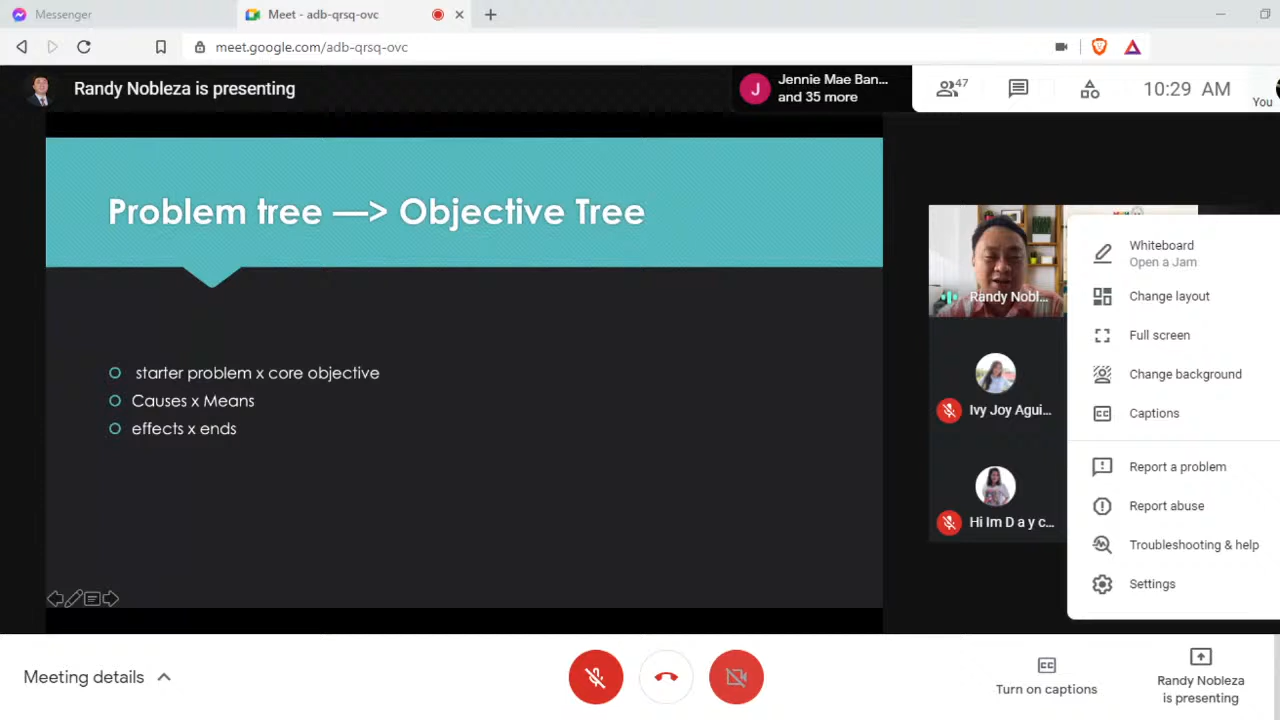 Messenger
Meet - adb-qrsq-ovc
meet.google.com/adb-qrsq-ovc
Randy Nobleza is presenting
J
Jennie Mae Ban...
and 35 more
47
10:29 AM
You
Problem tree —> Objective Tree
starter problem x core objective
Causes x Means
effects x ends
Randy Nobl...
Ivy Joy Agui...
Hi Im D a y c...
Whiteboard
Open a Jam
Change layout
Full screen
Change background
CC Captions
Report a problem
Report abuse
Troubleshooting & help
Settings
Meeting details
CC
Turn on captions
Randy Nobleza
is presenting